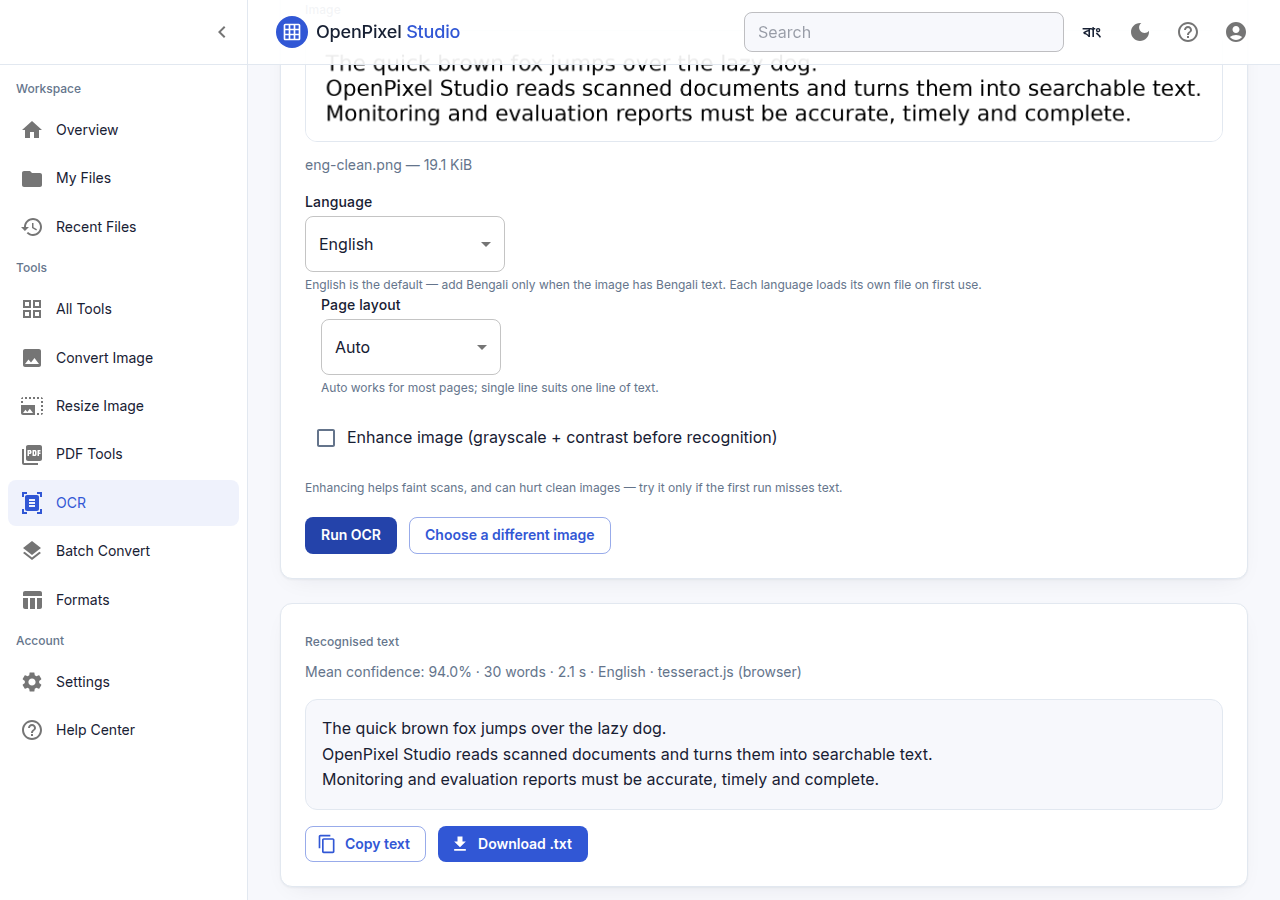 OpenPixel Studio
Search
বাং
Workspace
Overview
My Files
Recent Files
Tools
All Tools
Convert Image
Resize Image
PDF Tools
OCR
Batch Convert
Formats
Account
Settings
Help Center
Image
The quick brown fox jumps over the lazy dog.
OpenPixel Studio reads scanned documents and turns them into searchable text.
Monitoring and evaluation reports must be accurate, timely and complete.
eng-clean.png — 19.1 KiB
Language
English
English is the default — add Bengali only when the image has Bengali text. Each language loads its own file on first use.
Page layout
Auto
Auto works for most pages; single line suits one line of text.
Enhance image (grayscale + contrast before recognition)
Enhancing helps faint scans, and can hurt clean images — try it only if the first run misses text.
Run OCR
Choose a different image
Recognised text
Mean confidence: 94.0% · 30 words · 2.1 s · English · tesseract.js (browser)
The quick brown fox jumps over the lazy dog.
OpenPixel Studio reads scanned documents and turns them into searchable text.
Monitoring and evaluation reports must be accurate, timely and complete.
Copy text
Download .txt